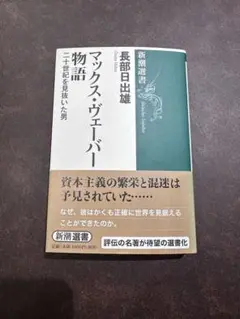 新潮選書
長部日出雄
マックス・ヴェーバー
物語
二十世紀を見抜いた男
資本主義の繁栄と混迷は
予見されていた……
なぜ、彼はかくも正確に世界を見据える
ことができたのか。
新潮選書
評伝の名著が待望の選書化